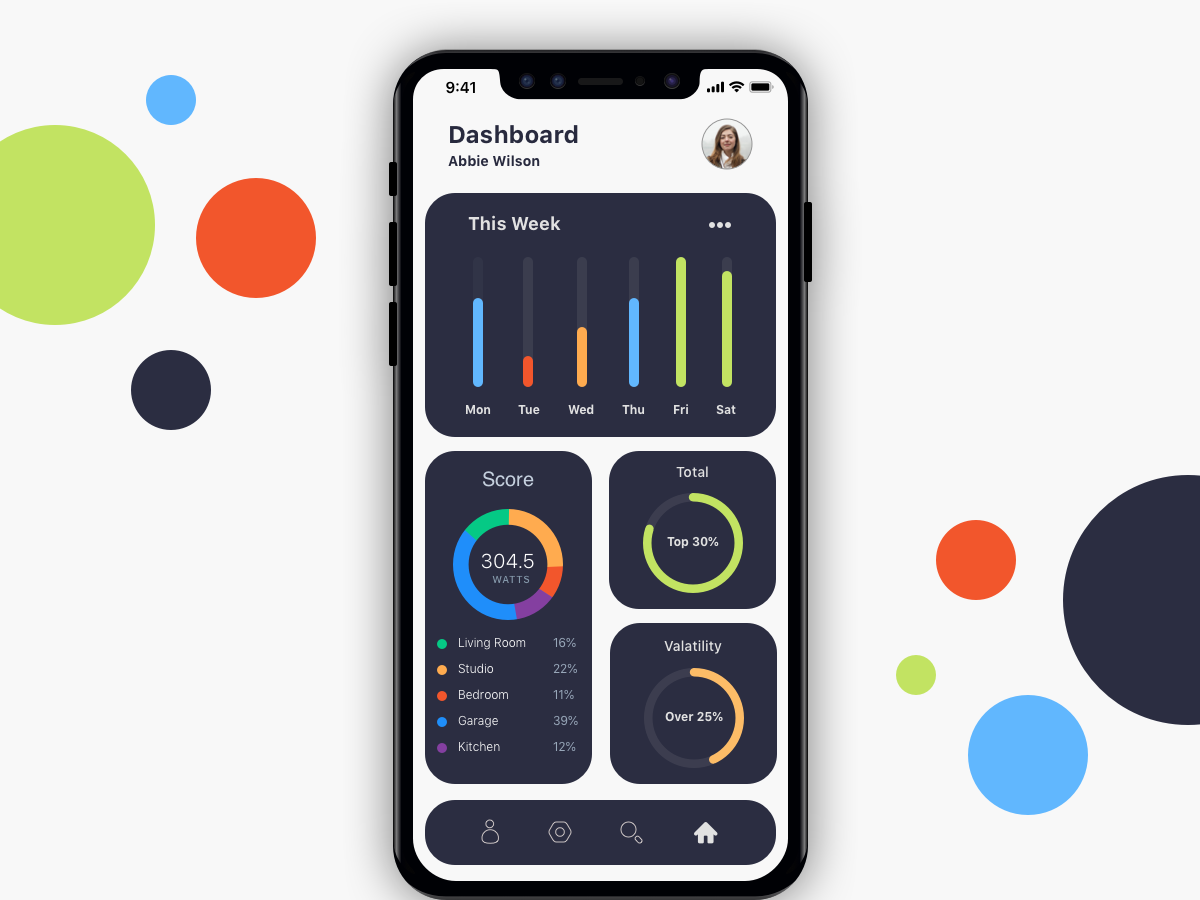 9:41
Dashboard
Abbie Wilson
This Week
Mon Tue Wed Thu Fri Sat
Score
304.5
WATTS
Living Room 16%
Studio 22%
Bedroom 11%
Garage 39%
Kitchen 12%
Total
Top 30%
Valatility
Over 25%